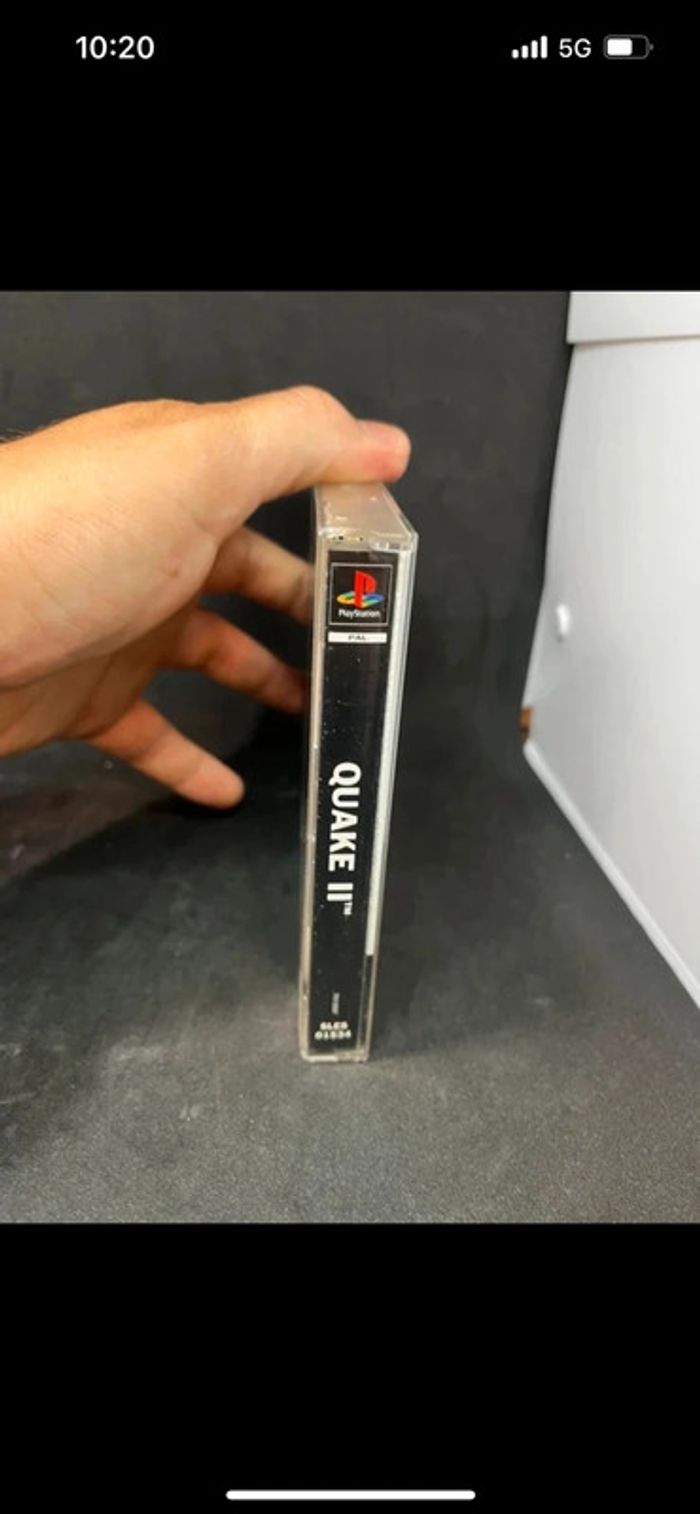 10:20
5G
PlayStation
PAL
QUAKE II™
SLES
01534